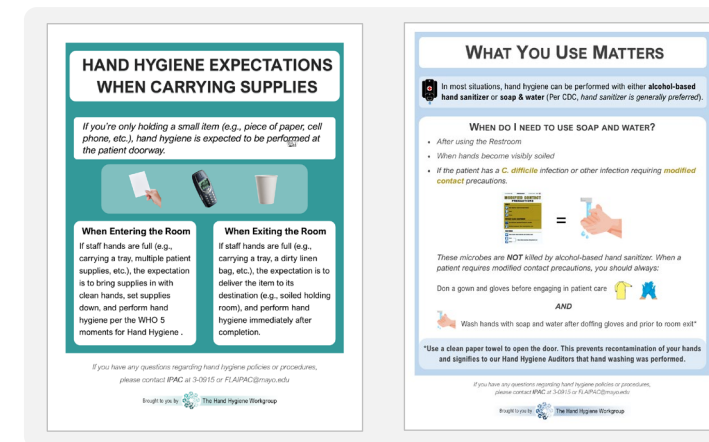 HAND HYGIENE EXPECTATIONS
WHEN CARRYING SUPPLIES
If you're only holding a small item (e.g., piece of paper, cell
phone, etc.), hand hygiene is expected to be performed at
the patient doorway.
When Entering the Room
If staff hands are full (e.g.,
carrying a tray, multiple patient
supplies, etc.), the expectation
is to bring supplies in with
clean hands, set supplies
down, and perform hand
hygiene per the WHO 5
moments for Hand Hygiene .
When Exiting the Room
If staff hands are full (e.g.,
carrying a tray, a dirty linen
bag, etc.), the expectation is to
deliver the item to its
destination (e.g., soiled holding
room), and perform hand
hygiene immediately after
completion.
If you have any questions regarding hand hygiene policies or procedures,
please contact IPAC at 3-0915 or FLAIPAC@mayo.edu
Brought to you by The Hand Hygiene Workgroup
WHAT YOU USE MATTERS
In most situations, hand hygiene can be performed with either alcohol-based
hand sanitizer or soap & water (Per CDC, hand sanitizer is generally preferred).
WHEN DO I NEED TO USE SOAP AND WATER?
• After using the Restroom
• When hands become visibly soiled
• If the patient has a C. difficile infection or other infection requiring modified
contact precautions.
MODIFIED CONTACT
PRECAUTIONS
=
These microbes are NOT killed by alcohol-based hand sanitizer. When a
patient requires modified contact precautions, you should always:
Don a gown and gloves before engaging in patient care
AND
Wash hands with soap and water after doffing gloves and prior to room exit*
*Use a clean paper towel to open the door. This prevents recontamination of your hands
and signifies to our Hand Hygiene Auditors that hand washing was performed.
If you have any questions regarding hand hygiene policies or procedures,
please contact IPAC at 3-0915 or FLAIPAC@mayo.edu
Brought to you by The Hand Hygiene Workgroup